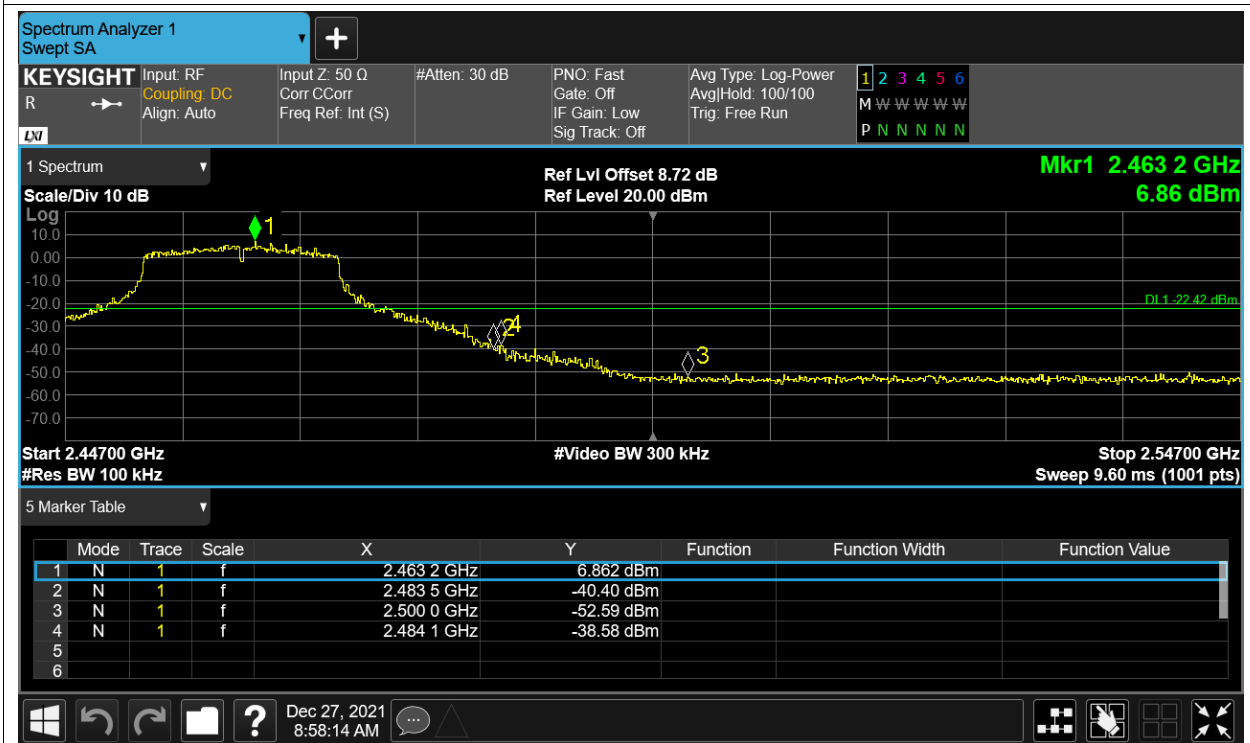 Spectrum Analyzer 1
Swept SA
+
KEYSIGHT
R
LXI
Input: RF
Coupling: DC
Align: Auto
Input Z: 50 Ω
Corr CCorr
Freq Ref: Int (S)
#Atten: 30 dB
PNO: Fast
Gate: Off
IF Gain: Low
Sig Track: Off
Avg Type: Log-Power
Avg|Hold: 100/100
Trig: Free Run
1 2 3 4 5 6
M W W W W W
P N N N N N
1 Spectrum
Scale/Div 10 dB
Ref Lvl Offset 8.72 dB
Ref Level 20.00 dBm
Mkr1 2.463 2 GHz
6.86 dBm
Log
10.0
0.00
-10.0
-20.0
-30.0
-40.0
-50.0
-60.0
-70.0
1
2
4
3
DL1 -22.42 dBm
Start 2.44700 GHz
#Video BW 300 kHz
Stop 2.54700 GHz
#Res BW 100 kHz
Sweep 9.60 ms (1001 pts)
5 Marker Table
Mode Trace Scale X Y Function Function Width Function Value
1 N 1 f 2.463 2 GHz 6.862 dBm
2 N 1 f 2.483 5 GHz -40.40 dBm
3 N 1 f 2.500 0 GHz -52.59 dBm
4 N 1 f 2.484 1 GHz -38.58 dBm
5
6
?
Dec 27, 2021
8:58:14 AM